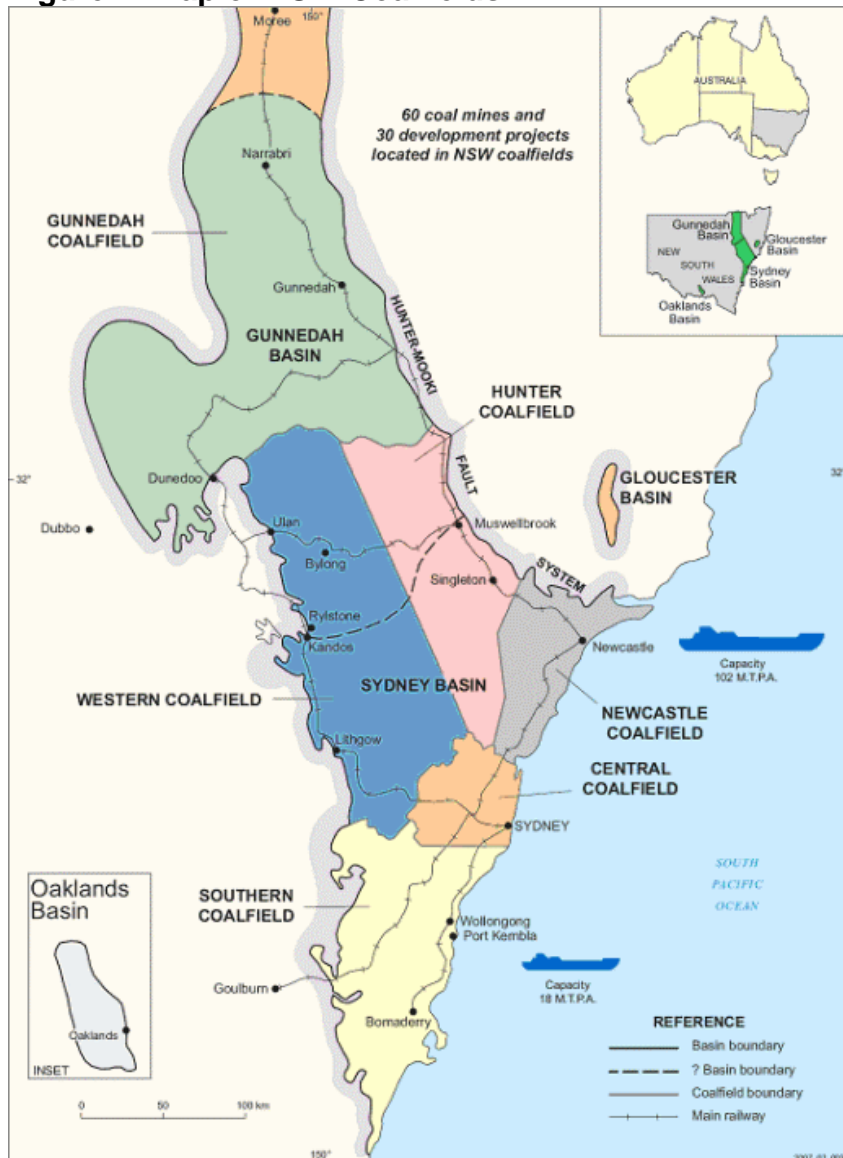 Moree
150°
AUSTRALIA
60 coal mines and
30 development projects
located in NSW coalfields
Narrabri
GUNNEDAH
COALFIELD
Gunnedah
Basin
Gloucester
Basin
NEW
SOUTH
WALES
Sydney
Basin
Oaklands
Basin
Gunnedah
GUNNEDAH
BASIN
HUNTER-MOOKI
HUNTER
COALFIELD
32°
Dunedoo
FAULT
GLOUCESTER
BASIN
32°
Dubbo
Ulan
Muswellbrook
Bylong
Singleton
SYSTEM
Rylstone
Kandos
Newcastle
Capacity
102 M.T.P.A.
WESTERN COALFIELD
SYDNEY BASIN
NEWCASTLE
COALFIELD
Lithgow
CENTRAL
COALFIELD
SYDNEY
SOUTH
PACIFIC
OCEAN
Oaklands
Basin
SOUTHERN
COALFIELD
Wollongong
Port Kembla
Goulburn
Capacity
18 M.T.P.A.
Bomaderry
Oaklands
INSET
REFERENCE
Basin boundary
? Basin boundary
Coalfield boundary
Main railway
0 50 100 km
150°